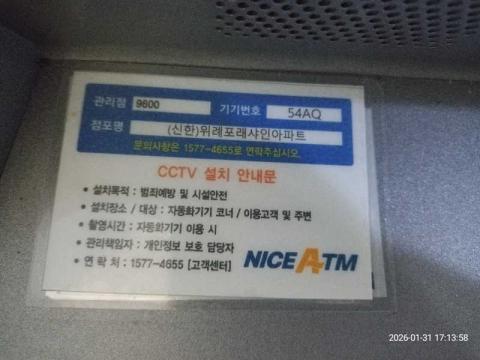 관리점 9600 기기번호 54AQ
점포명 (신한)위례포래샤인아파트
문의사항은 1577-4655로 연락주십시오.
CCTV 설치 안내문
• 설치목적 : 범죄예방 및 시설안전
• 설치장소 / 대상 : 자동화기기 코너 / 이용고객 및 주변
• 촬영시간 : 자동화기기 이용 시
• 관리책임자 : 개인정보 보호 담당자
• 연 락 처 : 1577-4655 [고객센터]
NICE ATM
2026-01-31 17:13:58